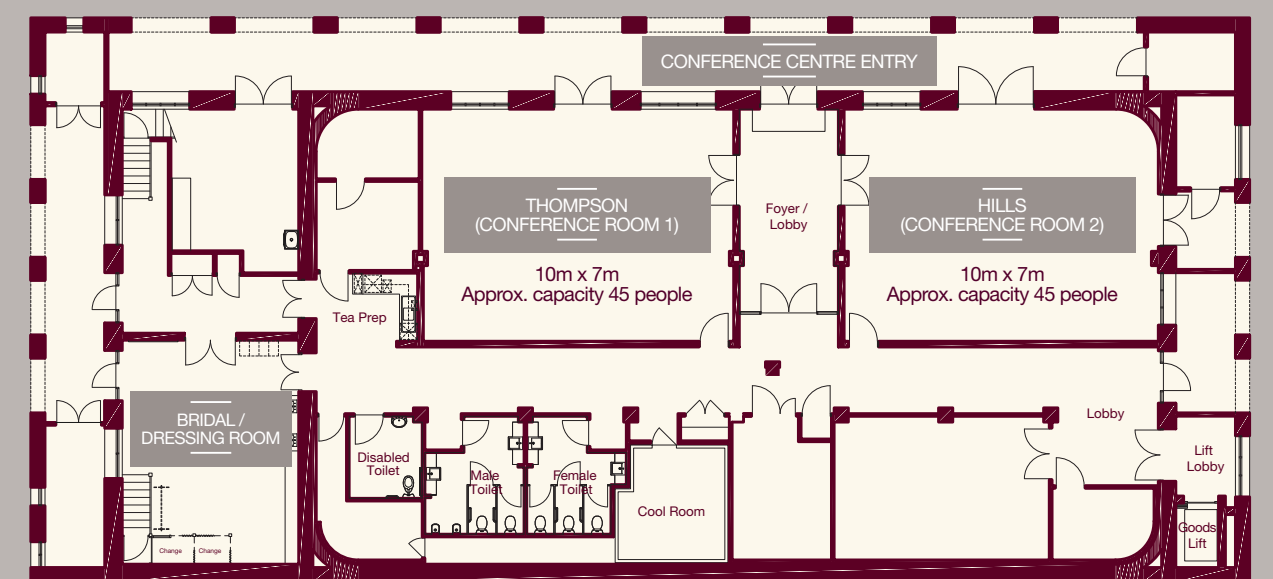 CONFERENCE CENTRE ENTRY
THOMPSON
(CONFERENCE ROOM 1)
10m x 7m
Approx. capacity 45 people
Foyer /
Lobby
HILLS
(CONFERENCE ROOM 2)
10m x 7m
Approx. capacity 45 people
Tea Prep
BRIDAL /
DRESSING ROOM
Change
Change
Disabled
Toilet
Male
Toilet
Female
Toilet
Cool Room
Lobby
Lift
Lobby
Goods
Lift